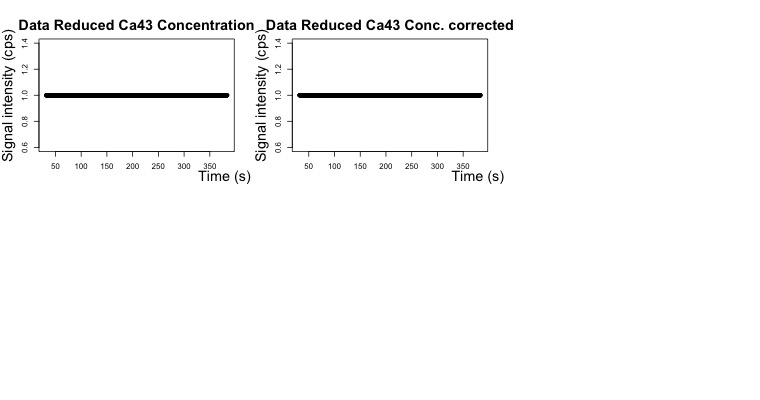 Data Reduced Ca43 Concentration
Signal intensity (cps)
1.4
1.2
1.0
0.8
0.6
50 100 150 200 250 300 350
Time (s)
Data Reduced Ca43 Conc. corrected
Signal intensity (cps)
1.4
1.2
1.0
0.8
0.6
50 100 150 200 250 300 350
Time (s)